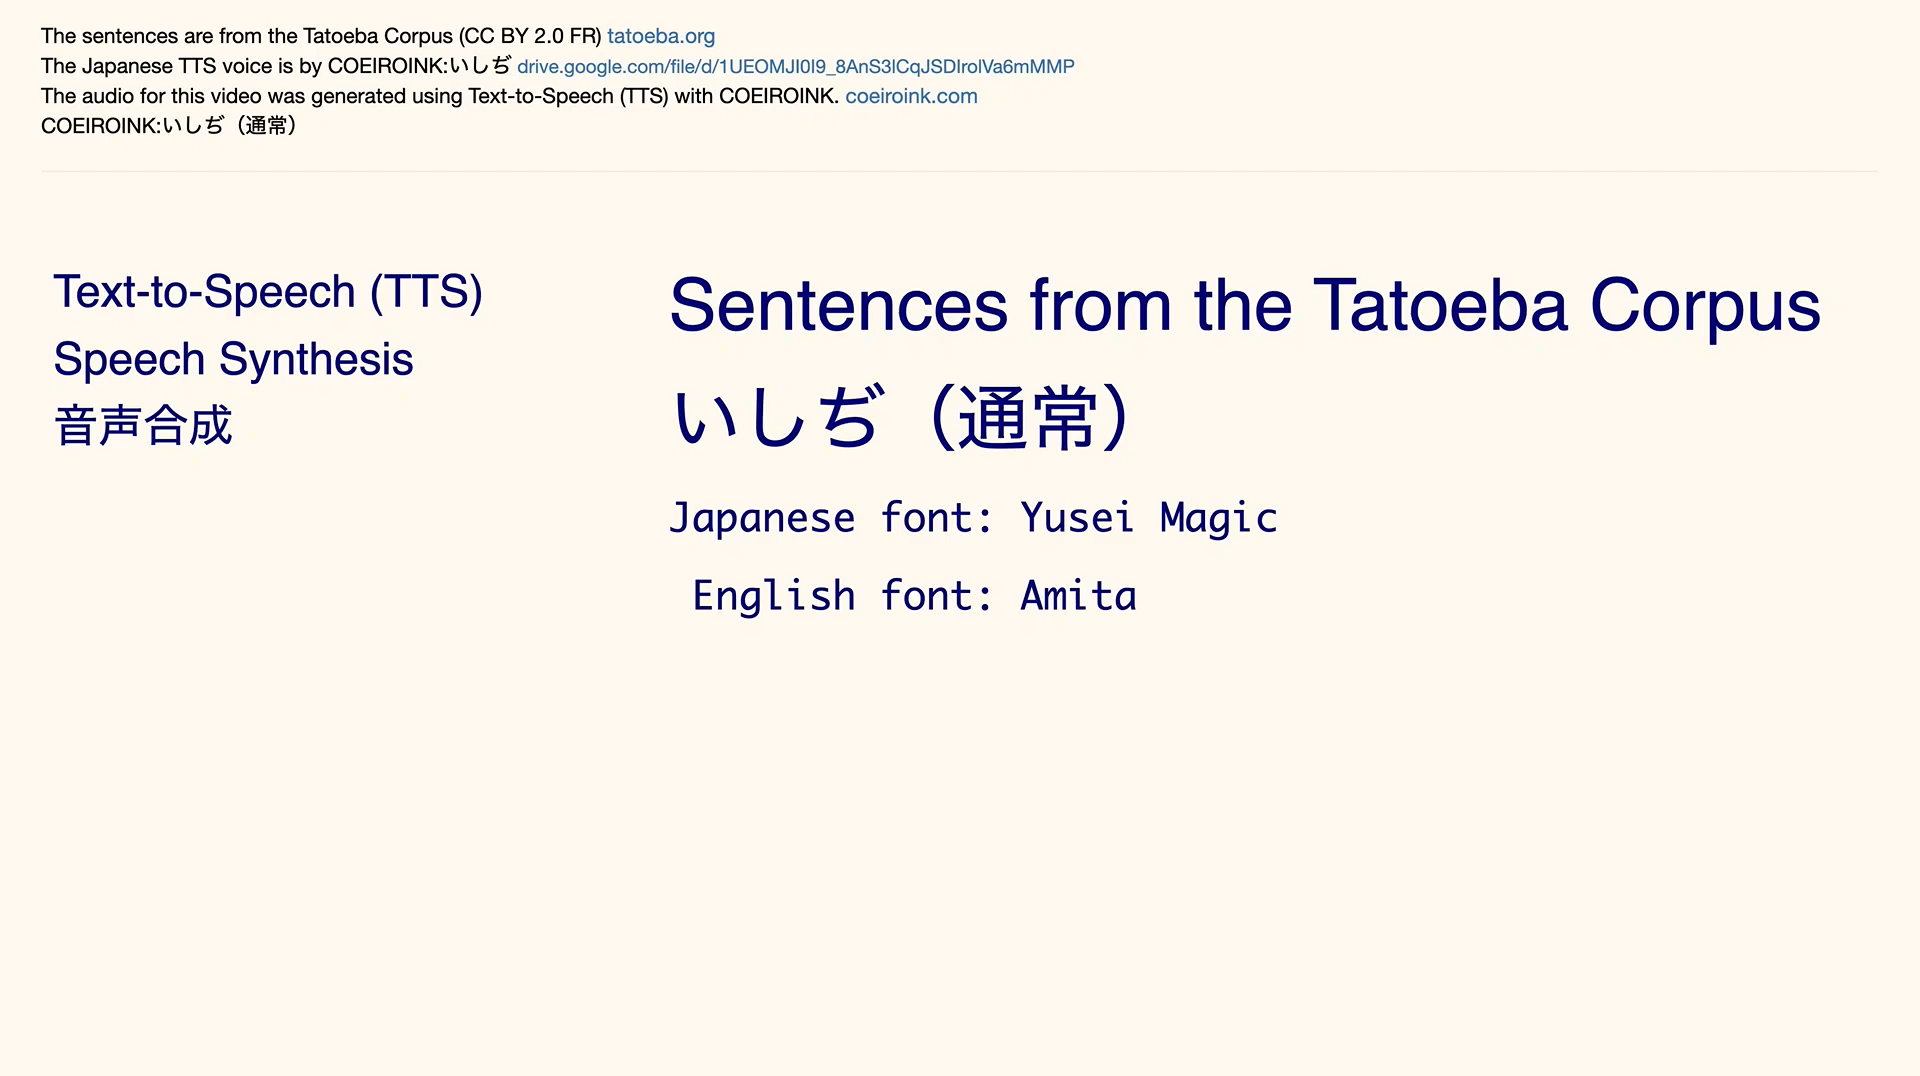 The sentences are from the Tatoeba Corpus (CC BY 2.0 FR) tatoeba.org
The Japanese TTS voice is by COEIROINK:いしぢ drive.google.com/file/d/1UEOMJI0I9_8AnS3lCqJSDIrolVa6mMMP
The audio for this video was generated using Text-to-Speech (TTS) with COEIROINK. coeiroink.com
COEIROINK:いしぢ（通常）
Text-to-Speech (TTS)
Speech Synthesis
音声合成
Sentences from the Tatoeba Corpus
いしぢ（通常）
Japanese font: Yusei Magic
English font: Amita